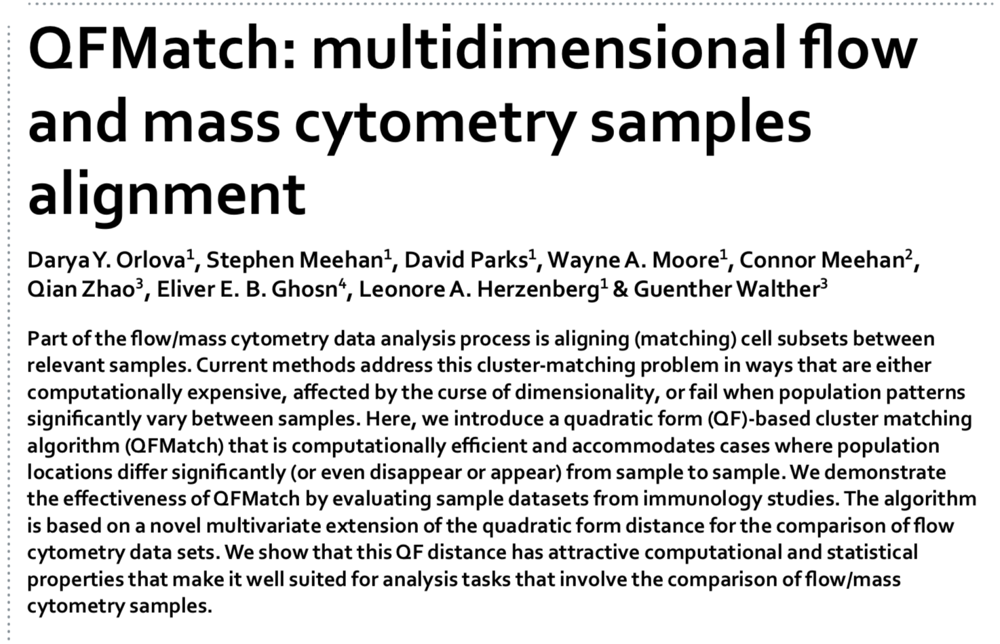 QFMatch: multidimensional flow
and mass cytometry samples
alignment
Darya Y. Orlova¹, Stephen Meehan¹, David Parks¹, Wayne A. Moore¹, Connor Meehan²,
Qian Zhao³, Eliver E. B. Ghosn⁴, Leonore A. Herzenberg¹ & Guenther Walther³
Part of the flow/mass cytometry data analysis process is aligning (matching) cell subsets between
relevant samples. Current methods address this cluster-matching problem in ways that are either
computationally expensive, affected by the curse of dimensionality, or fail when population patterns
significantly vary between samples. Here, we introduce a quadratic form (QF)-based cluster matching
algorithm (QFMatch) that is computationally efficient and accommodates cases where population
locations differ significantly (or even disappear or appear) from sample to sample. We demonstrate
the effectiveness of QFMatch by evaluating sample datasets from immunology studies. The algorithm
is based on a novel multivariate extension of the quadratic form distance for the comparison of flow
cytometry data sets. We show that this QF distance has attractive computational and statistical
properties that make it well suited for analysis tasks that involve the comparison of flow/mass
cytometry samples.